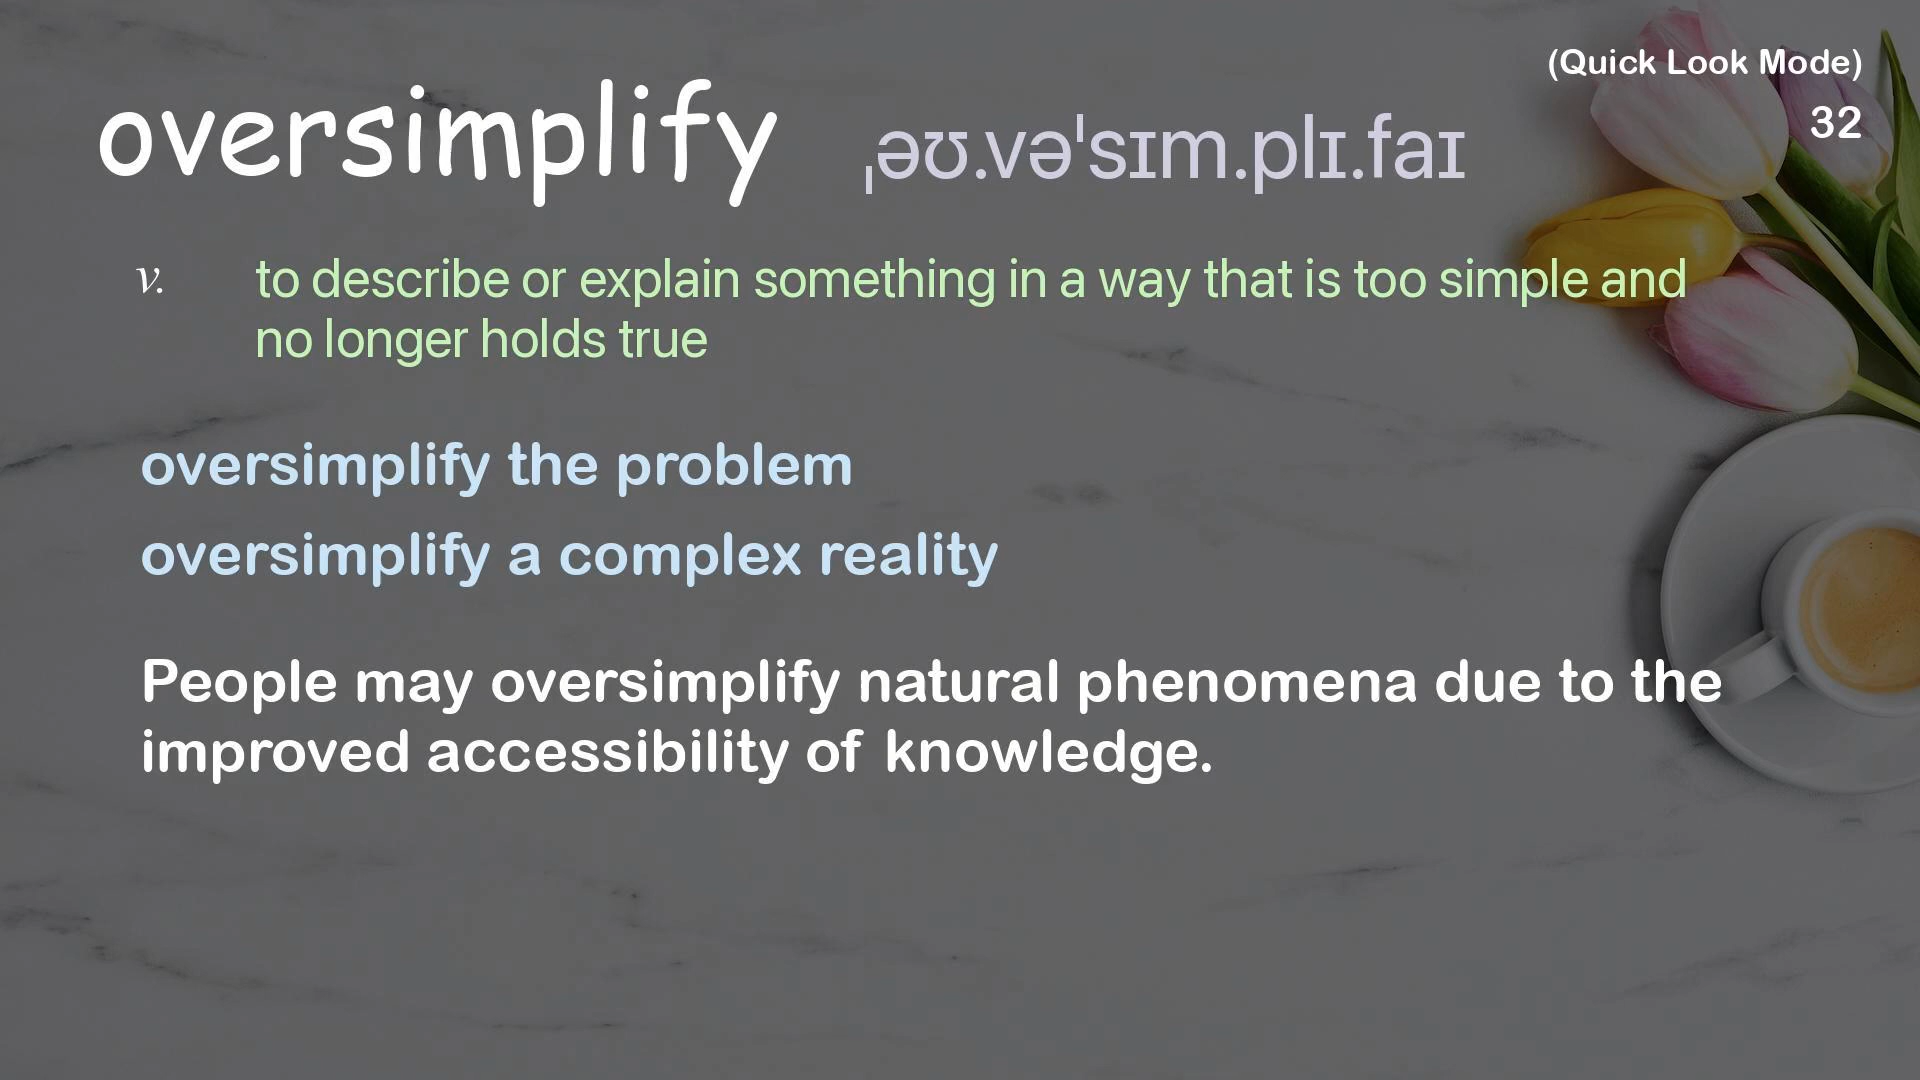 (Quick Look Mode)
32
oversimplify ˌəʊ.vəˈsɪm.plɪ.faɪ
v. to describe or explain something in a way that is too simple and
no longer holds true
oversimplify the problem
oversimplify a complex reality
People may oversimplify natural phenomena due to the
improved accessibility of knowledge.